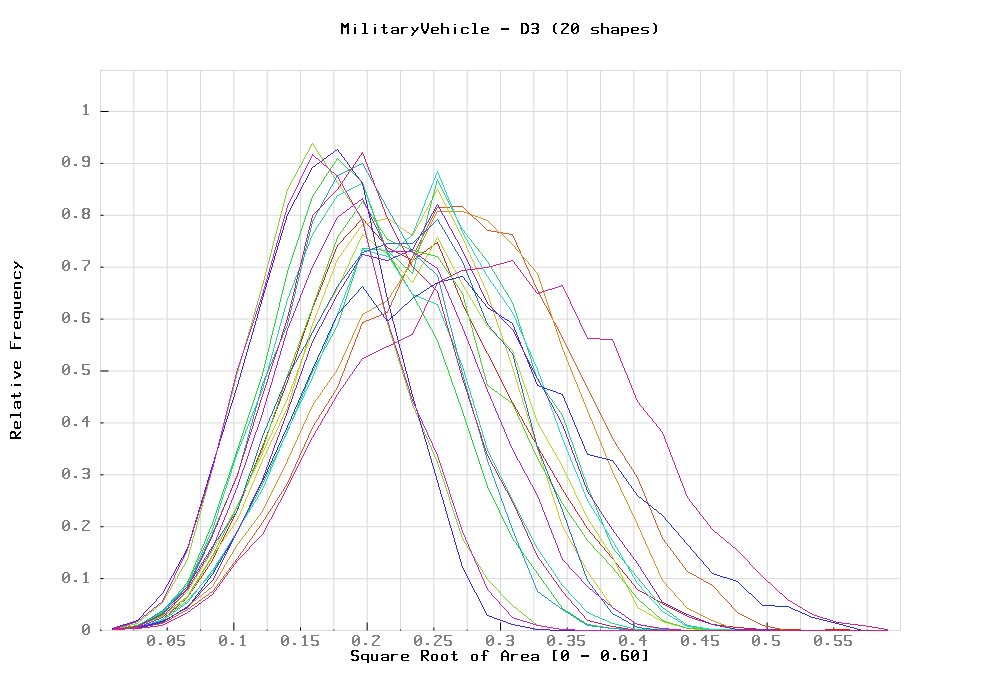 MilitaryVehicle - D3 (20 shapes)
1
0.9
0.8
0.7
0.6
0.5
0.4
0.3
0.2
0.1
0
Relative Frequency
0.05 0.1 0.15 0.2 0.25 0.3 0.35 0.4 0.45 0.5 0.55
Square Root of Area [0 - 0.60]